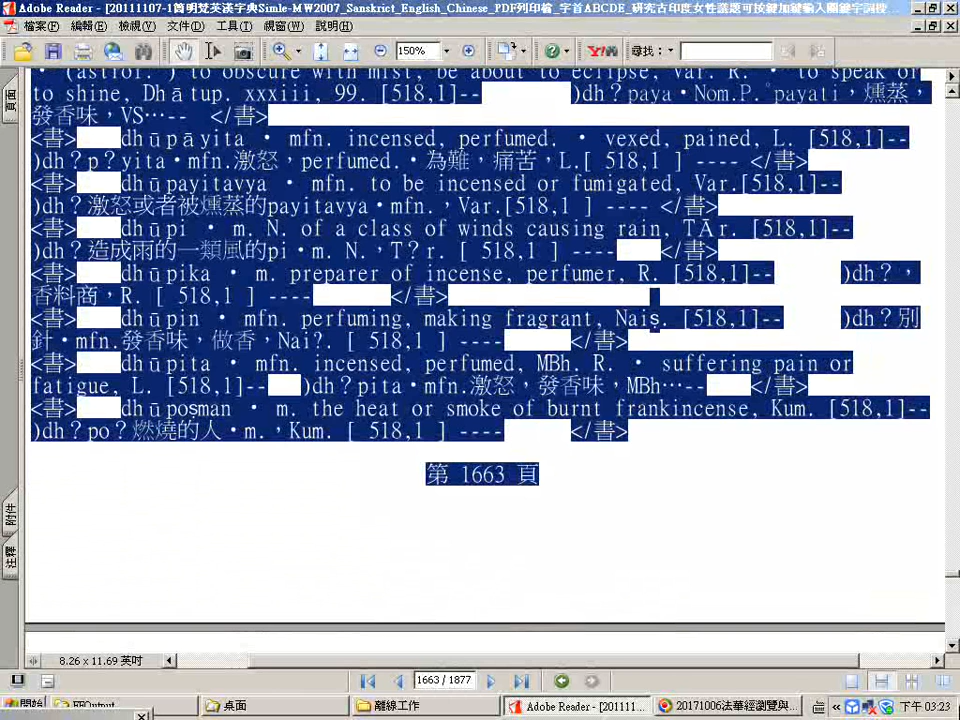 Adobe Reader - [20111107-1簡明梵英漢字典Simle-MW2007_Sanskrict_English_Chinese_PDF列印檔_字首ABCDE_研究古印度女性議題可按加鍵輸入關鍵字詞搜
檔案(F) 編輯(E) 檢視(V) 文件(D) 工具(T) 視窗(W) 說明(H)
150% 尋找：
頁面
• (astrol. ) to obscure with mist, be about to eclipse, Var. R. • to speak or
to shine, Dhātup. xxxiii, 99. [518,1]-- )dh？paya‧Nom.P.°payati，燻蒸，
發香味，VS…-- </書>
<書> dhūpāyita • mfn. incensed, perfumed. • vexed, pained, L. [518,1]--
)dh？p？yita‧mfn.激怒，perfumed.‧為難，痛苦，L.[ 518,1 ] ---- </書>
<書> dhūpayitavya • mfn. to be incensed or fumigated, Var.[518,1]--
)dh？激怒或者被燻蒸的payitavya‧mfn.，Var.[518,1 ] ---- </書>
<書> dhūpi • m. N. of a class of winds causing rain, TĀr. [518,1]--
)dh？造成雨的一類風的pi‧m. N.，T？r. [ 518,1 ] ---- </書>
<書> dhūpika • m. preparer of incense, perfumer, R. [518,1]-- )dh？，
香料商，R. [ 518,1 ] ---- </書>
<書> dhūpin • mfn. perfuming, making fragrant, Naiṣ. [518,1]-- )dh？別
針‧mfn.發香味，做香，Nai?. [ 518,1 ] ---- </書>
<書> dhūpita • mfn. incensed, perfumed, MBh. R. • suffering pain or
fatigue, L. [518,1]-- )dh？pita‧mfn.激怒，發香味，MBh…-- </書>
<書> dhūpoṣman • m. the heat or smoke of burnt frankincense, Kum. [518,1]--
)dh？po？燃燒的人‧m.，Kum. [ 518,1 ] ---- </書>
第 1663 頁
附件
注釋
8.26 x 11.69 英吋
1663 / 1877
開始 桌面 離線工作 Adobe Reader - [201111... 20171006法華經瀏覽與... 下午 03:23